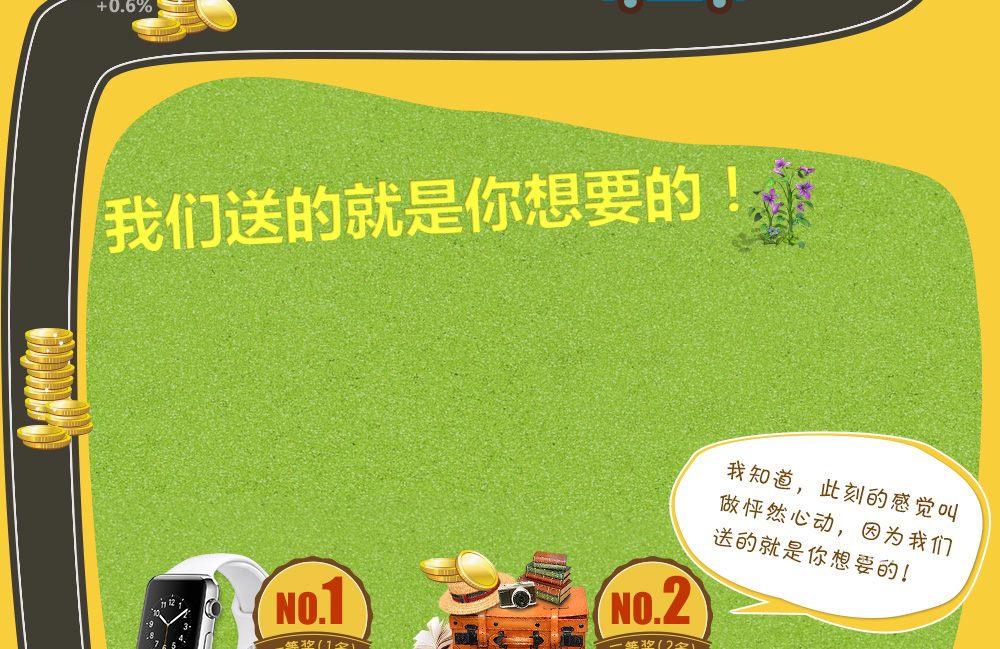 +0.6%
我们送的就是你想要的！
我知道，此刻的感觉叫
做怦然心动，因为我们
送的就是你想要的！
NO.1
NO.2
一等奖(1名)
二等奖(2名)